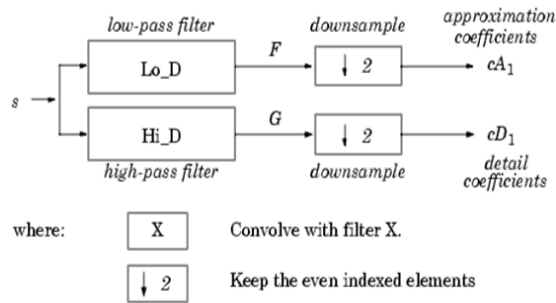 low-pass filter
downsample
approximation
coefficients
Lo_D
F
↓ 2
cA1
s
Hi_D
G
↓ 2
cD1
high-pass filter
downsample
detail
coefficients
where:
X
Convolve with filter X.
↓ 2
Keep the even indexed elements